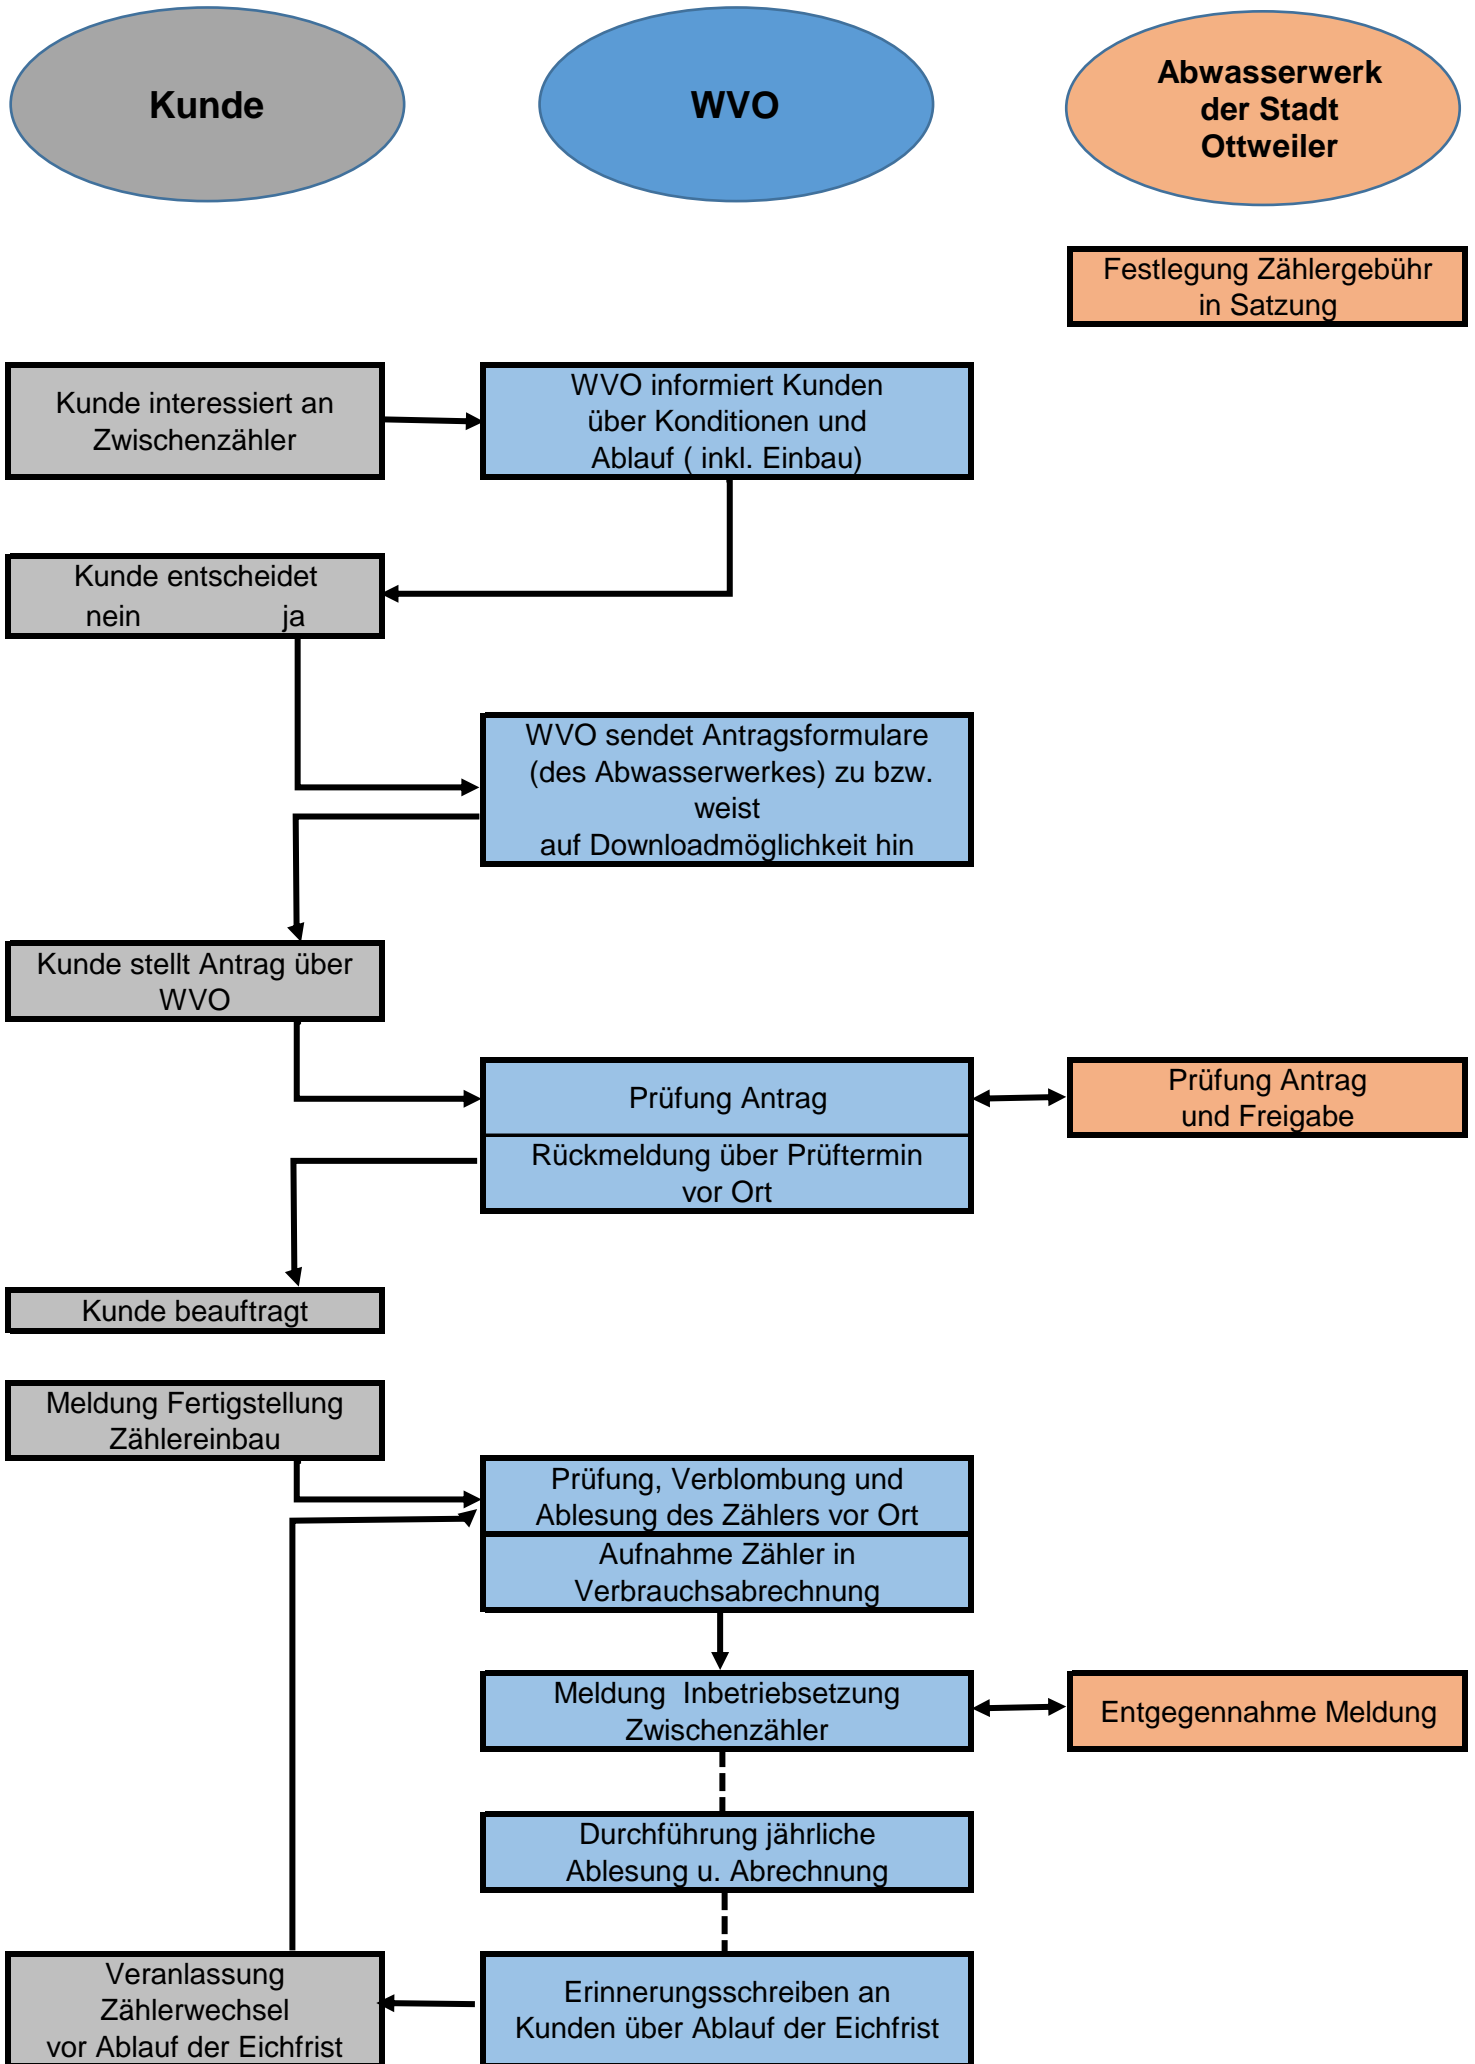 Kunde
WVO
Abwasserwerk
der Stadt
Ottweiler
Festlegung Zählergebühr
in Satzung
Kunde interessiert an
Zwischenzähler
WVO informiert Kunden
über Konditionen und
Ablauf ( inkl. Einbau)
Kunde entscheidet
nein ja
WVO sendet Antragsformulare
(des Abwasserwerkes) zu bzw.
weist
auf Downloadmöglichkeit hin
Kunde stellt Antrag über
WVO
Prüfung Antrag
Prüfung Antrag
und Freigabe
Rückmeldung über Prüftermin
vor Ort
Kunde beauftragt
Meldung Fertigstellung
Zählereinbau
Prüfung, Verblombung und
Ablesung des Zählers vor Ort
Aufnahme Zähler in
Verbrauchsabrechnung
Meldung  Inbetriebsetzung
Zwischenzähler
Entgegennahme Meldung
Durchführung jährliche
Ablesung u. Abrechnung
Veranlassung
Zählerwechsel
vor Ablauf der Eichfrist
Erinnerungsschreiben an
Kunden über Ablauf der Eichfrist